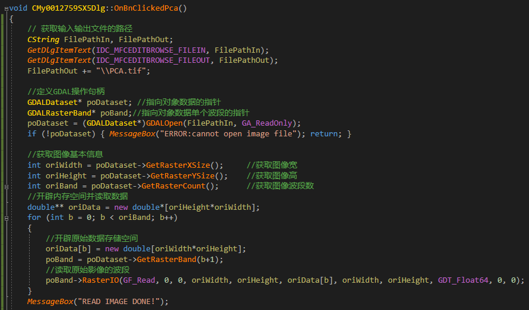 void CMy0012759SXSDlg::OnBnClickedPca()
{
// 获取输入输出文件的路径
CString FilePathIn, FilePathOut;
GetDlgItemText(IDC_MFCEDITBROWSE_FILEIN, FilePathIn);
GetDlgItemText(IDC_MFCEDITBROWSE_FILEOUT, FilePathOut);
FilePathOut += "\\PCA.tif";
//定义GDAL操作句柄
GDALDataset* poDataset; //指向对象数据的指针
GDALRasterBand* poBand;//指向对象数据单个波段的指针
poDataset = (GDALDataset*)GDALOpen(FilePathIn, GA_ReadOnly);
if (!poDataset) { MessageBox("ERROR:cannot open image file"); return; }
//获取图像基本信息
int oriWidth = poDataset->GetRasterXSize(); //获取图像宽
int oriHeight = poDataset->GetRasterYSize(); //获取图像高
int oriBand = poDataset->GetRasterCount(); //获取图像波段数
//开辟内存空间并读取数据
double** oriData = new double*[oriHeight*oriWidth];
for (int b = 0; b < oriBand; b++)
{
//开辟原始数据存储空间
oriData[b] = new double[oriWidth*oriHeight];
poBand = poDataset->GetRasterBand(b+1);
//读取原始影像的波段
poBand->RasterIO(GF_Read, 0, 0, oriWidth, oriHeight, oriData[b], oriWidth, oriHeight, GDT_Float64, 0, 0);
}
MessageBox("READ IMAGE DONE!");